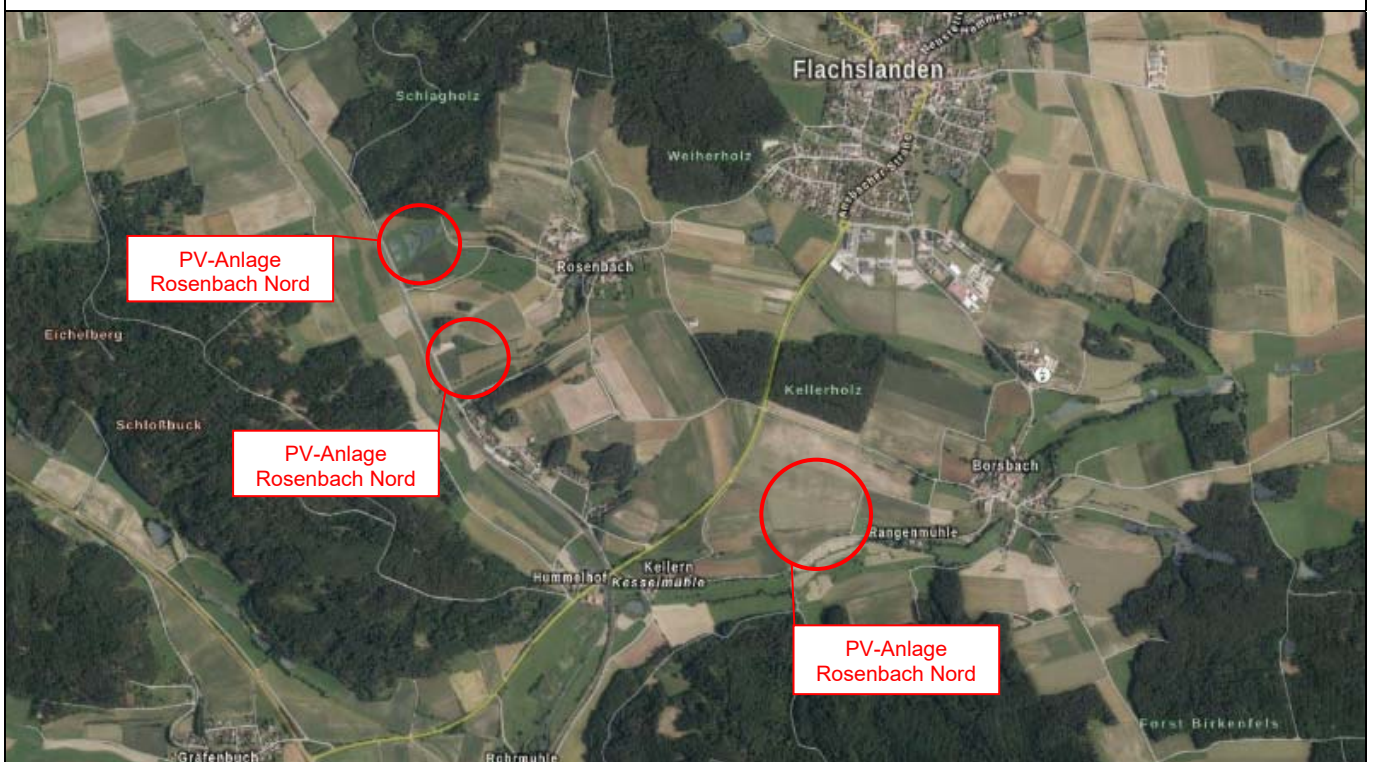 Flachslanden
Schlagholz
Weiherholz
PV-Anlage
Rosenbach Nord
Rosenbach
Eichelberg
PV-Anlage
Rosenbach Nord
Schloßbuck
Kellerholz
Borsbach
Rangenmühle
Kellern
Hummelhof
Kesselmühle
PV-Anlage
Rosenbach Nord
Forst Birkenfels
Gräfenbuch
Rohrmühle